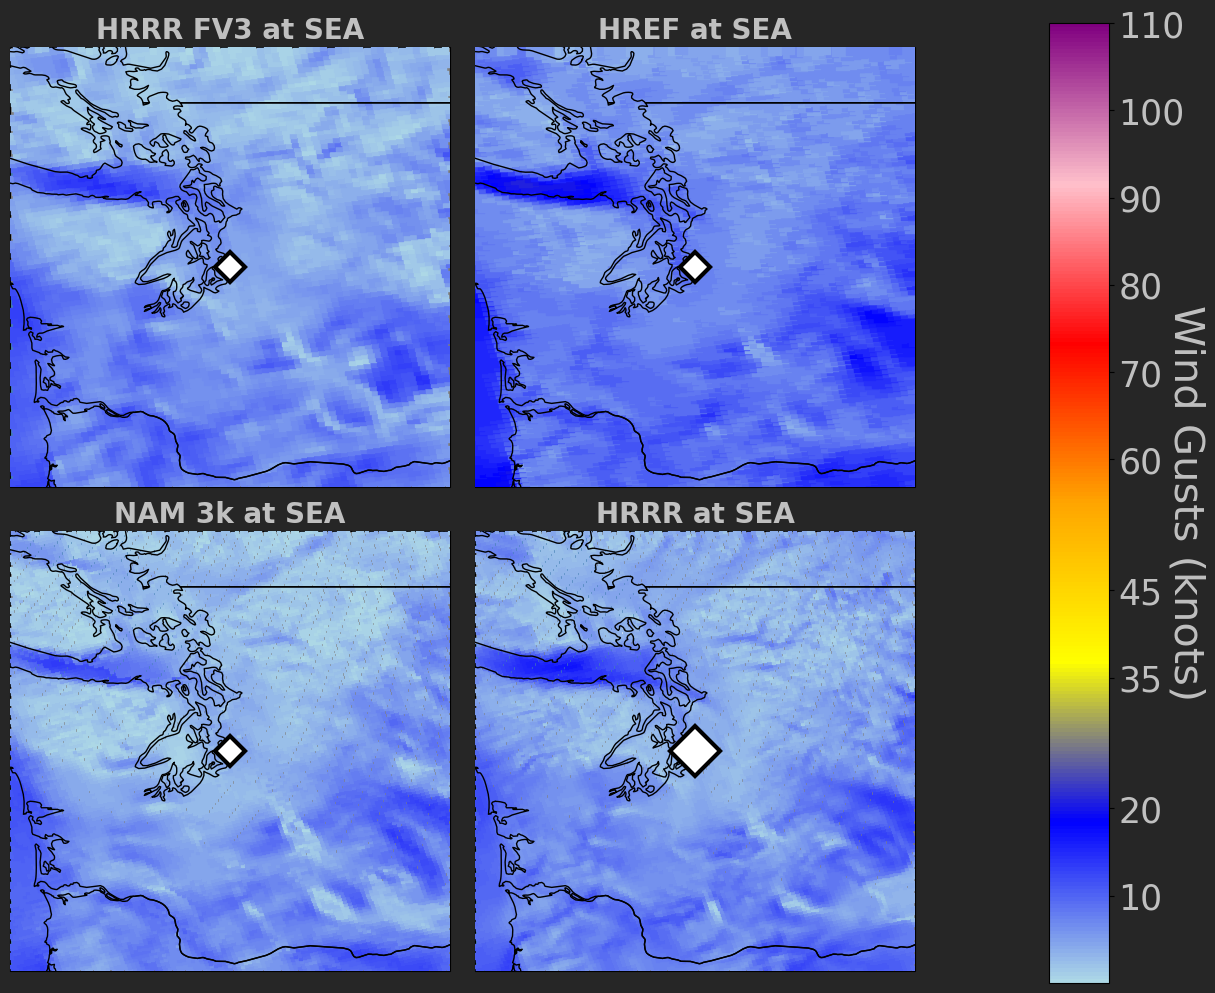 HRRR FV3 at SEA
HREF at SEA
NAM 3k at SEA
HRRR at SEA
110
100
90
80
70
60
45
35
20
10
Wind Gusts (knots)